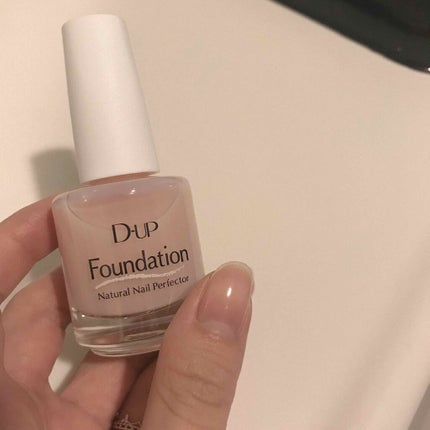 D-UP
Foundation
Natural Nail Perfector